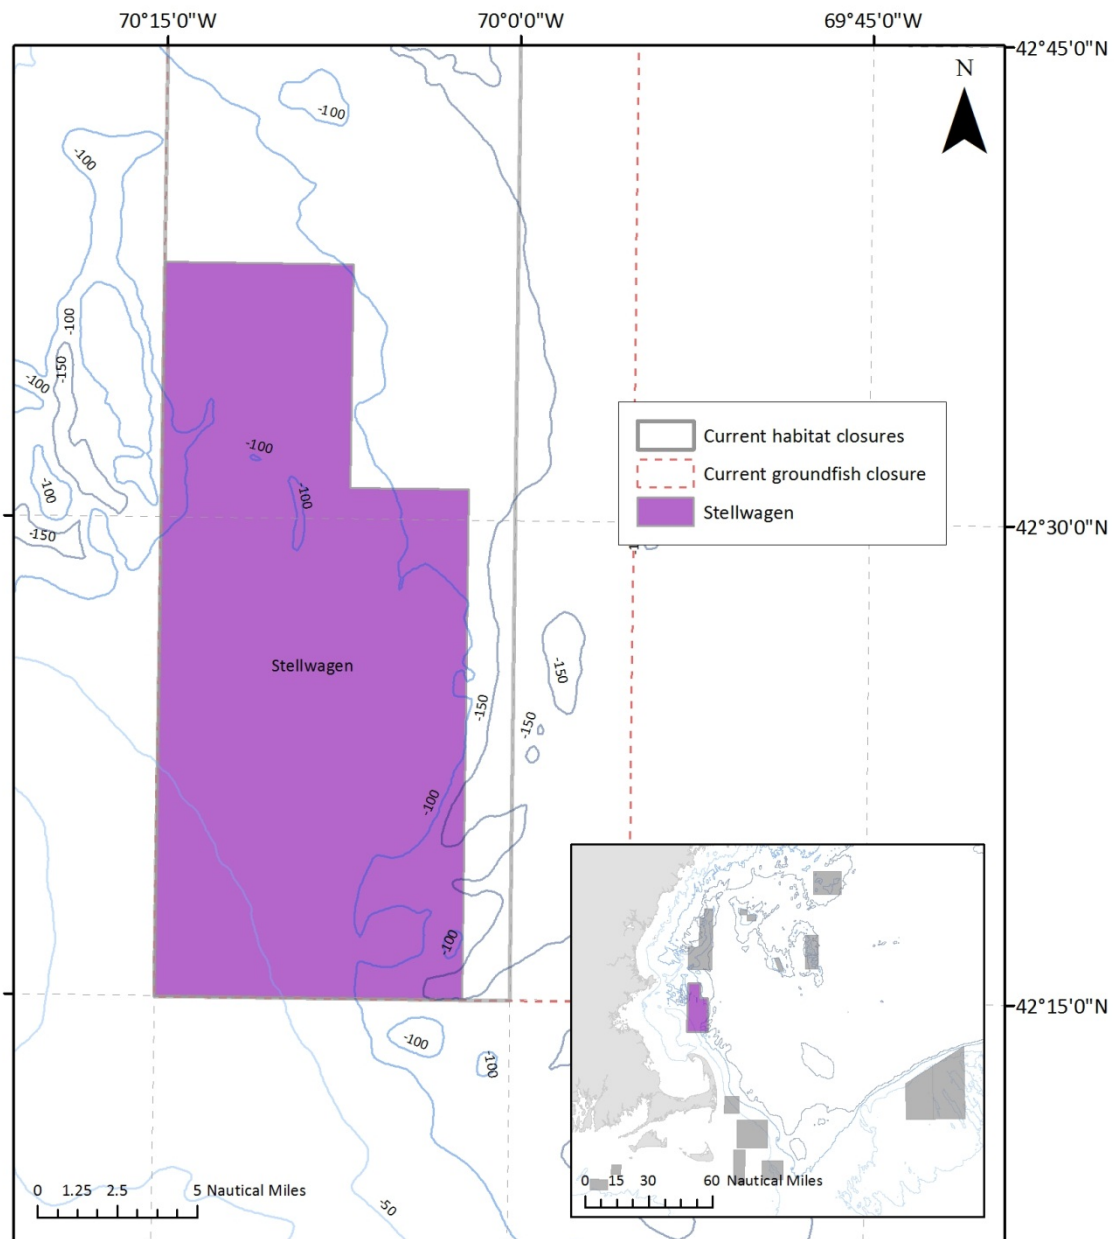 70°15'0"W 70°0'0"W 69°45'0"W
42°45'0"N
N
-100
-100
-100
-150
-100
Current habitat closures
Current groundfish closure
Stellwagen
-100
-100
-100
-150
42°30'0"N
Stellwagen
-150
-150
-150
-100
-100
42°15'0"N
-100
-100
0 1.25 2.5 5 Nautical Miles
-50
0 15 30 60 Nautical Miles